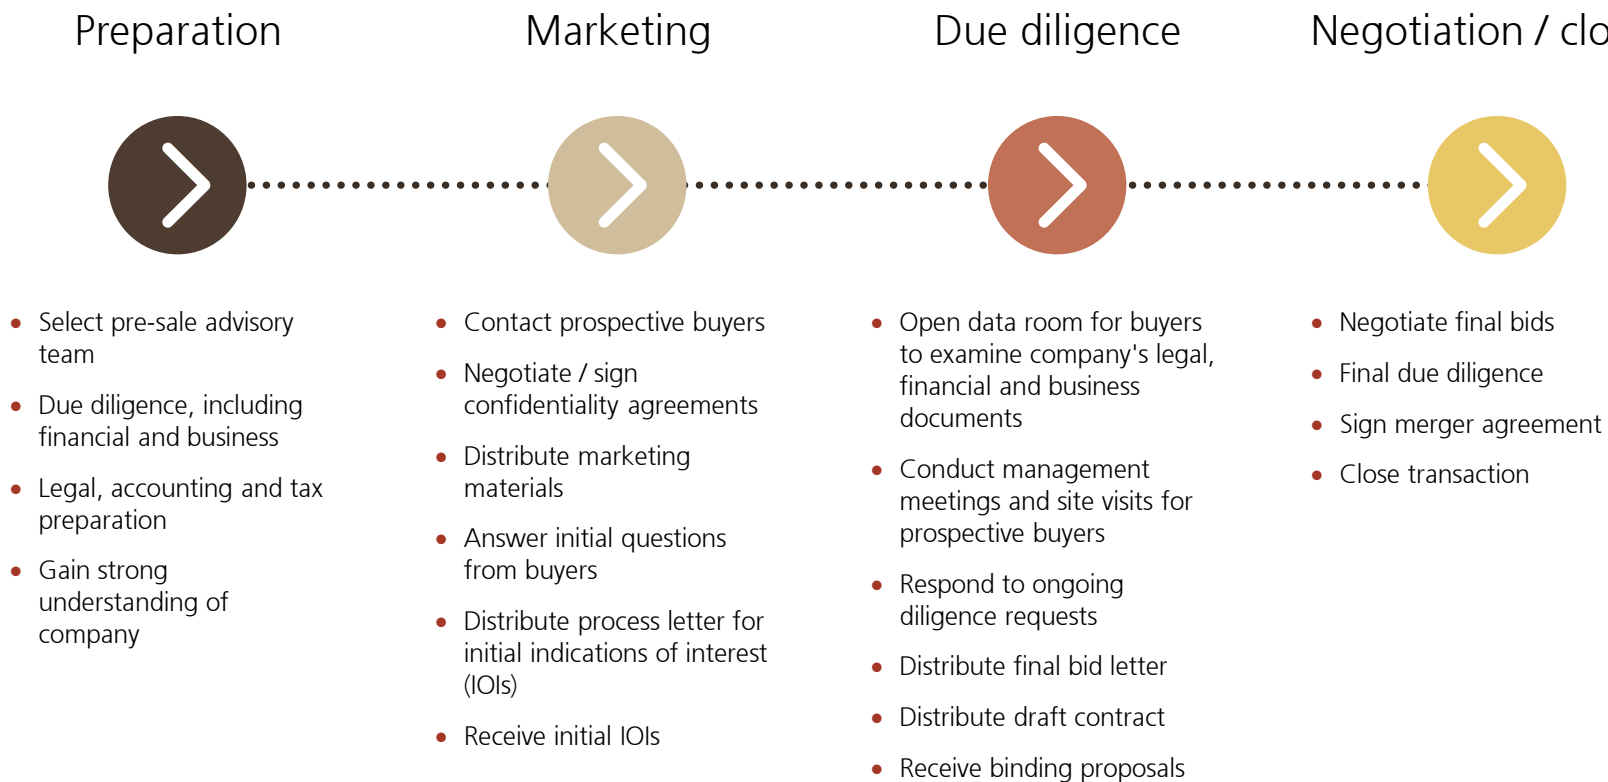 Preparation
Marketing
Due diligence
Negotiation / clo
• Select pre-sale advisory
team
• Due diligence, including
financial and business
• Legal, accounting and tax
preparation
• Gain strong
understanding of
company
• Contact prospective buyers
• Negotiate / sign
confidentiality agreements
• Distribute marketing
materials
• Answer initial questions
from buyers
• Distribute process letter for
initial indications of interest
(IOIs)
• Receive initial IOIs
• Open data room for buyers
to examine company's legal,
financial and business
documents
• Conduct management
meetings and site visits for
prospective buyers
• Respond to ongoing
diligence requests
• Distribute final bid letter
• Distribute draft contract
• Receive binding proposals
• Negotiate final bids
• Final due diligence
• Sign merger agreement
• Close transaction